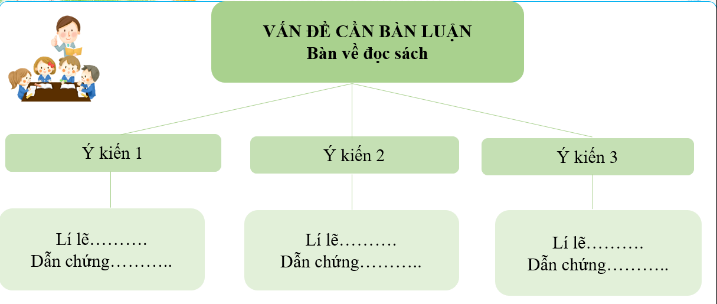 VẤN ĐỀ CẦN BÀN LUẬN
Bàn về đọc sách
Ý kiến 1
Ý kiến 2
Ý kiến 3
Lí lẽ……….
Dẫn chứng………..
Lí lẽ……….
Dẫn chứng………..
Lí lẽ……….
Dẫn chứng………..